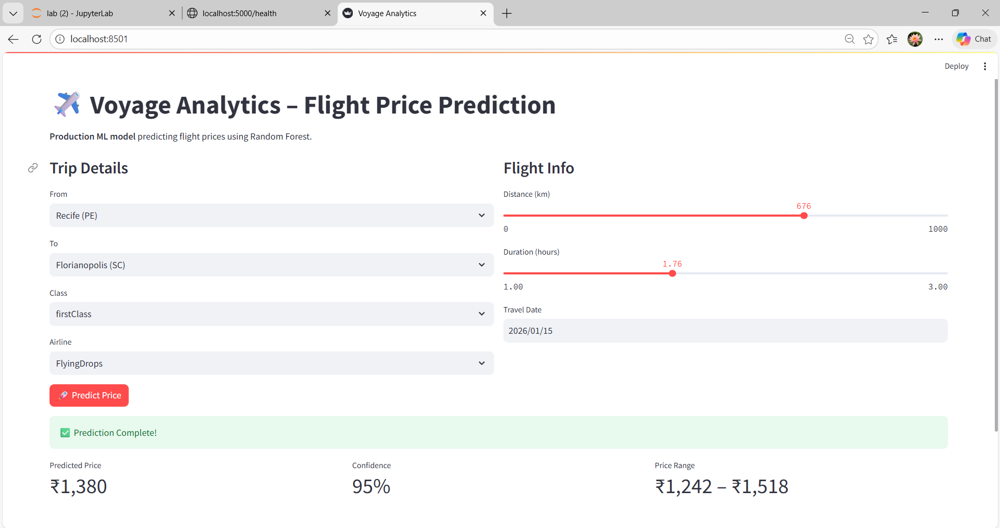 lab (2) - JupyterLab
localhost:5000/health
Voyage Analytics
localhost:8501
Chat
Deploy
Voyage Analytics – Flight Price Prediction
Production ML model predicting flight prices using Random Forest.
Trip Details
From
Recife (PE)
To
Florianopolis (SC)
Class
firstClass
Airline
FlyingDrops
Predict Price
Flight Info
Distance (km)
676
0 1000
Duration (hours)
1.76
1.00 3.00
Travel Date
2026/01/15
Prediction Complete!
Predicted Price
₹1,380
Confidence
95%
Price Range
₹1,242 – ₹1,518